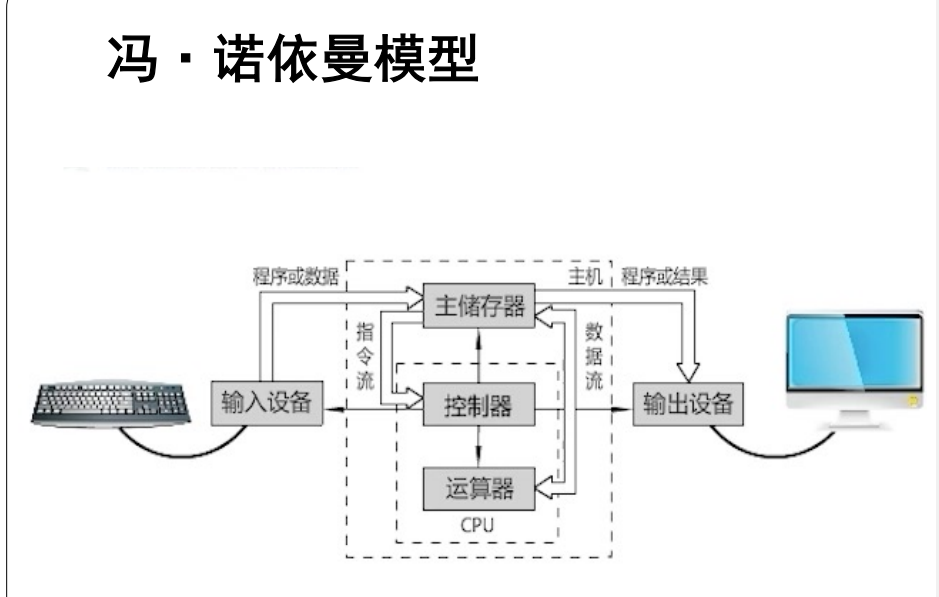 冯·诺依曼模型
程序或数据
主机
程序或结果
主储存器
指令流
数据流
输入设备
控制器
输出设备
运算器
CPU